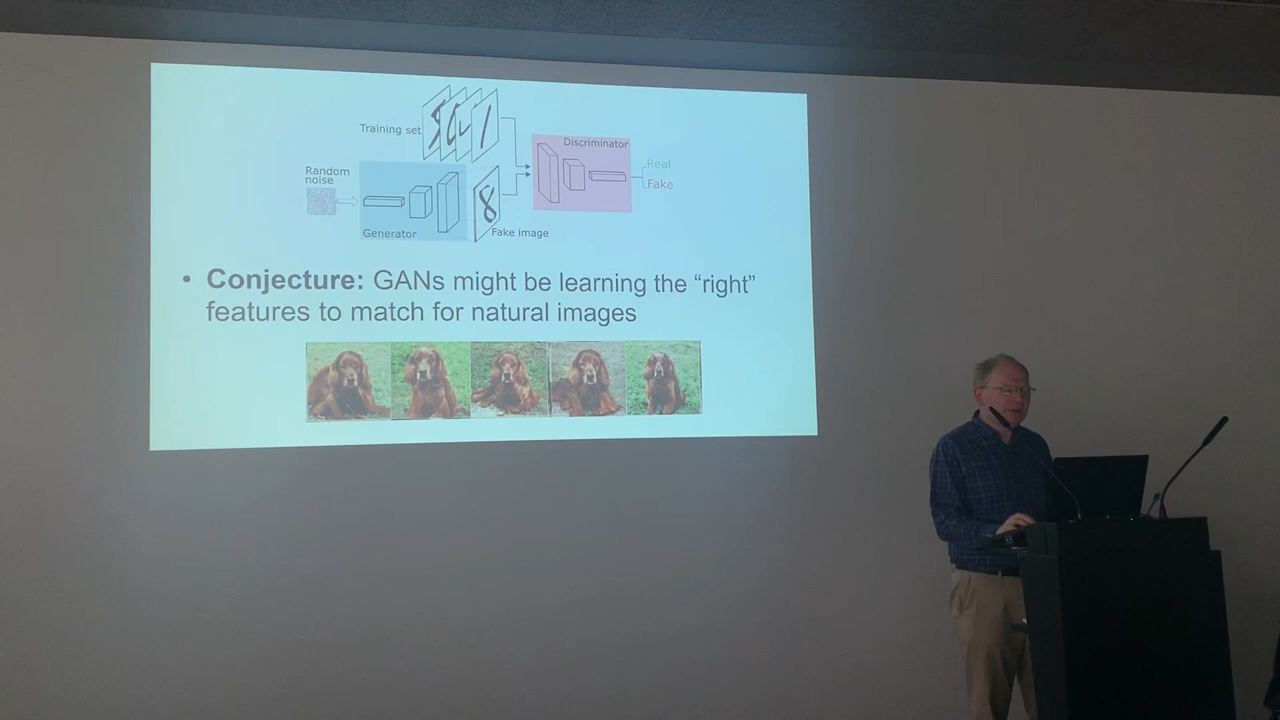 Training set
Discriminator
Real
Random
noise
Fake
8
Generator
Fake image
• Conjecture: GANs might be learning the “right”
features to match for natural images